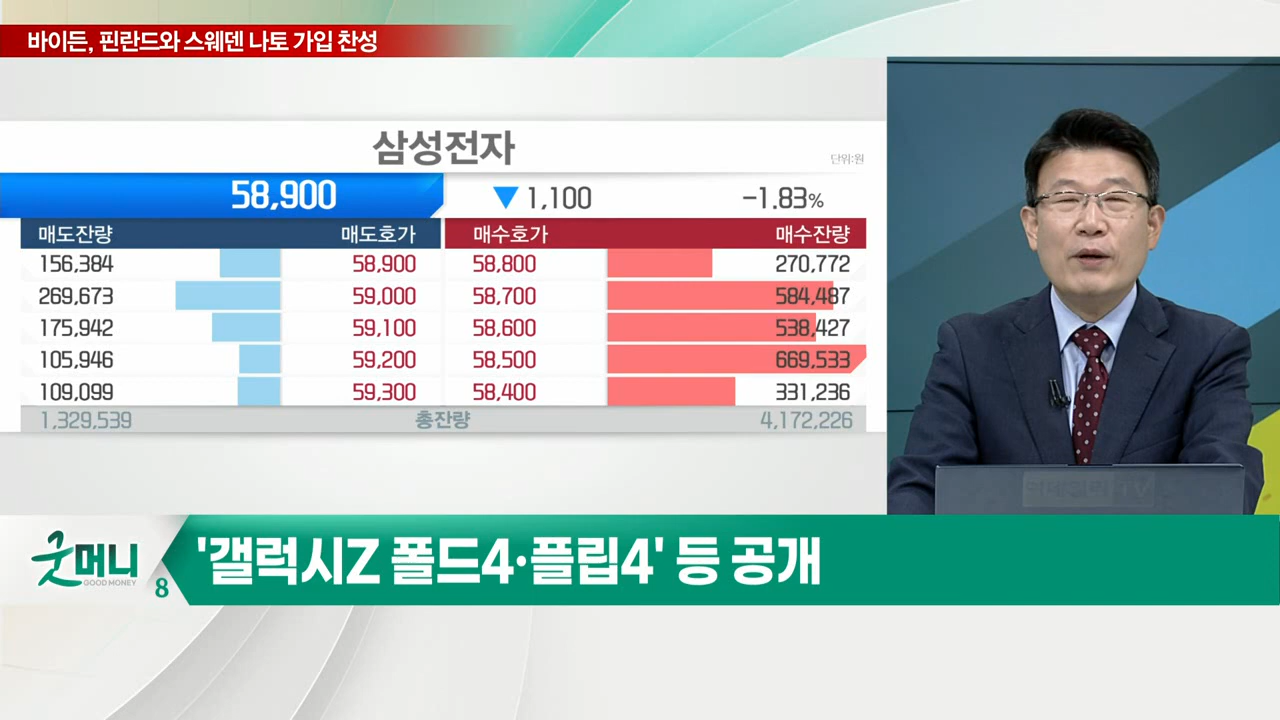 바이든, 핀란드와 스웨덴 나토 가입 찬성
삼성전자
단위:원
58,900 ▼ 1,100 -1.83%
매도잔량 매도호가 매수호가 매수잔량
156,384 58,900 58,800 270,772
269,673 59,000 58,700 584,487
175,942 59,100 58,600 538,427
105,946 59,200 58,500 669,533
109,099 59,300 58,400 331,236
1,329,539 총잔량 4,172,226
이데일리 TV
굿머니 '갤럭시Z 폴드4·플립4' 등 공개
GOOD MONEY
8